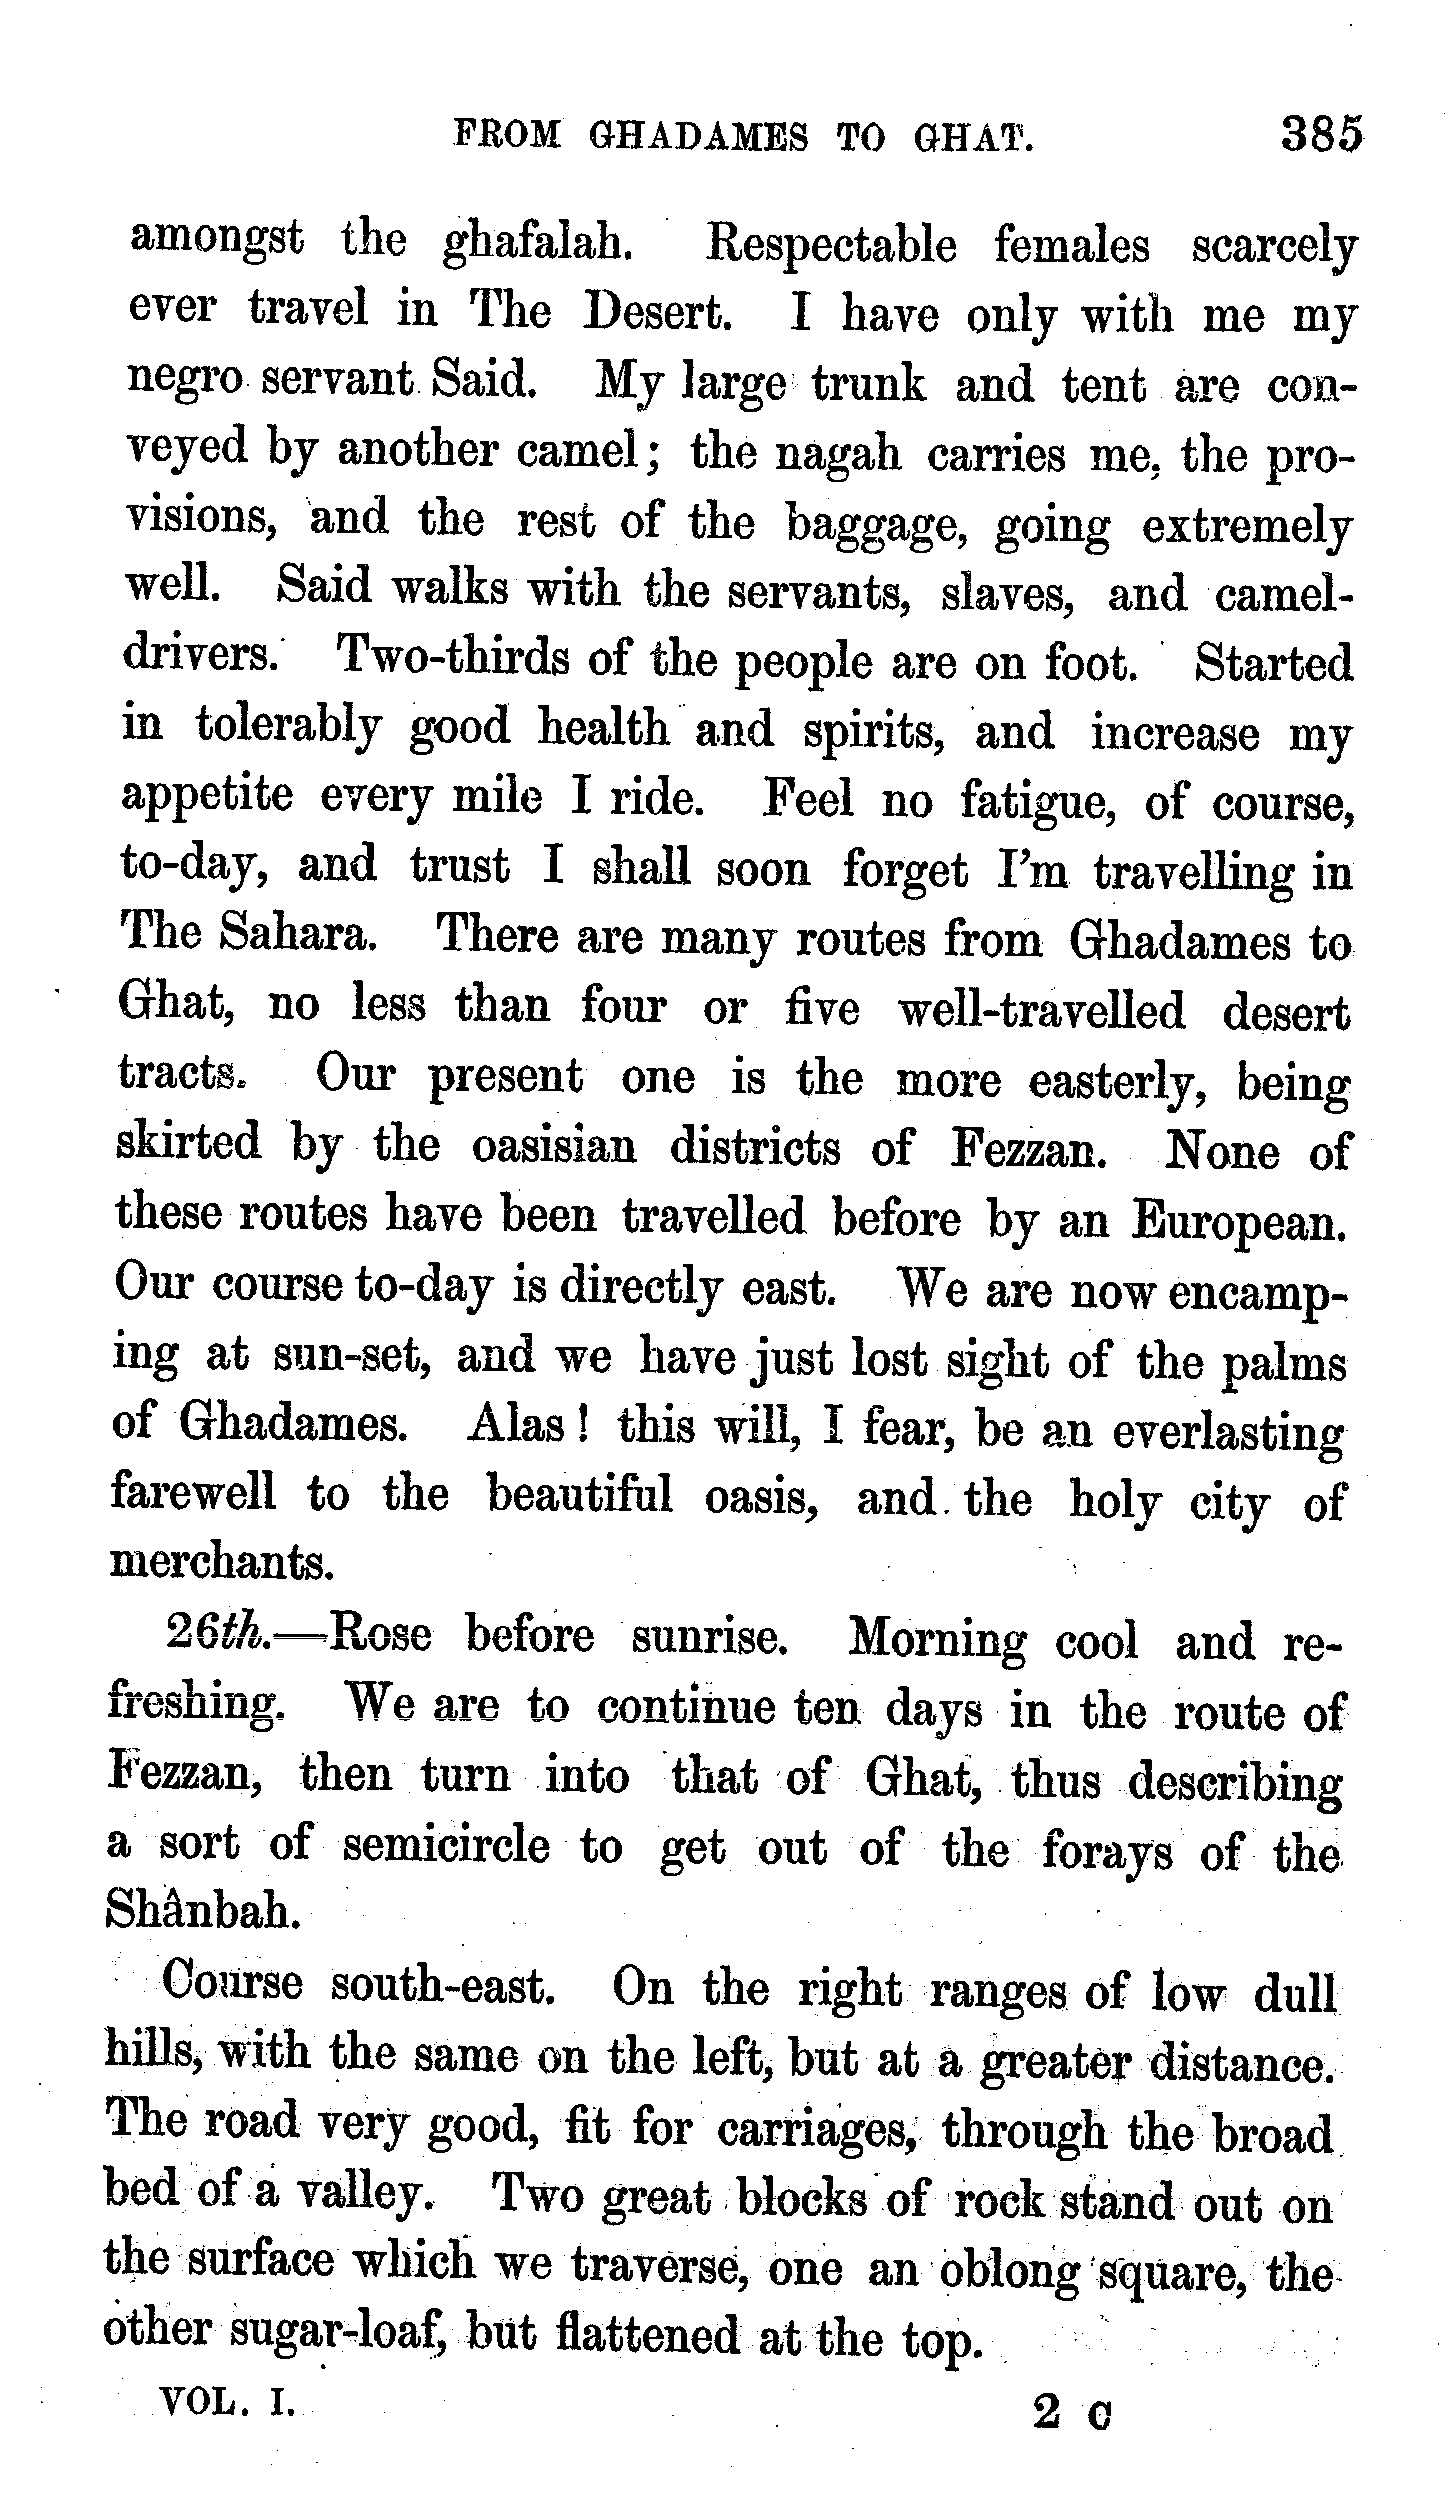 FROM GHADAMES TO GHAT. 385
amongst the ghafalah. Respectable females scarcely
ever travel in The Desert. I have only with me my
negro servant Said. My large trunk and tent are con-
veyed by another camel; the nagah carries me, the pro-
visions, and the rest of the baggage, going extremely
well. Said walks with the servants, slaves, and camel-
drivers. Two-thirds of the people are on foot. Started
in tolerably good health and spirits, and increase my
appetite every mile I ride. Feel no fatigue, of course,
to-day, and trust I shall soon forget I'm travelling in
The Sahara. There are many routes from Ghadames to
Ghat, no less than four or five well-travelled desert
tracts. Our present one is the more easterly, being
skirted by the oasisian districts of Fezzan. None of
these routes have been travelled before by an European.
Our course to-day is directly east. We are now encamp-
ing at sun-set, and we have just lost sight of the palms
of Ghadames. Alas! this will, I fear, be an everlasting
farewell to the beautiful oasis, and the holy city of
merchants.
26th.—Rose before sunrise. Morning cool and re-
freshing. We are to continue ten days in the route of
Fezzan, then turn into that of Ghat, thus describing
a sort of semicircle to get out of the forays of the
Shânbah.
Course south-east. On the right ranges of low dull
hills, with the same on the left, but at a greater distance.
The road very good, fit for carriages, through the broad
bed of a valley. Two great blocks of rock stand out on
the surface which we traverse, one an oblong square, the
other sugar-loaf, but flattened at the top.
VOL. I. 2 C